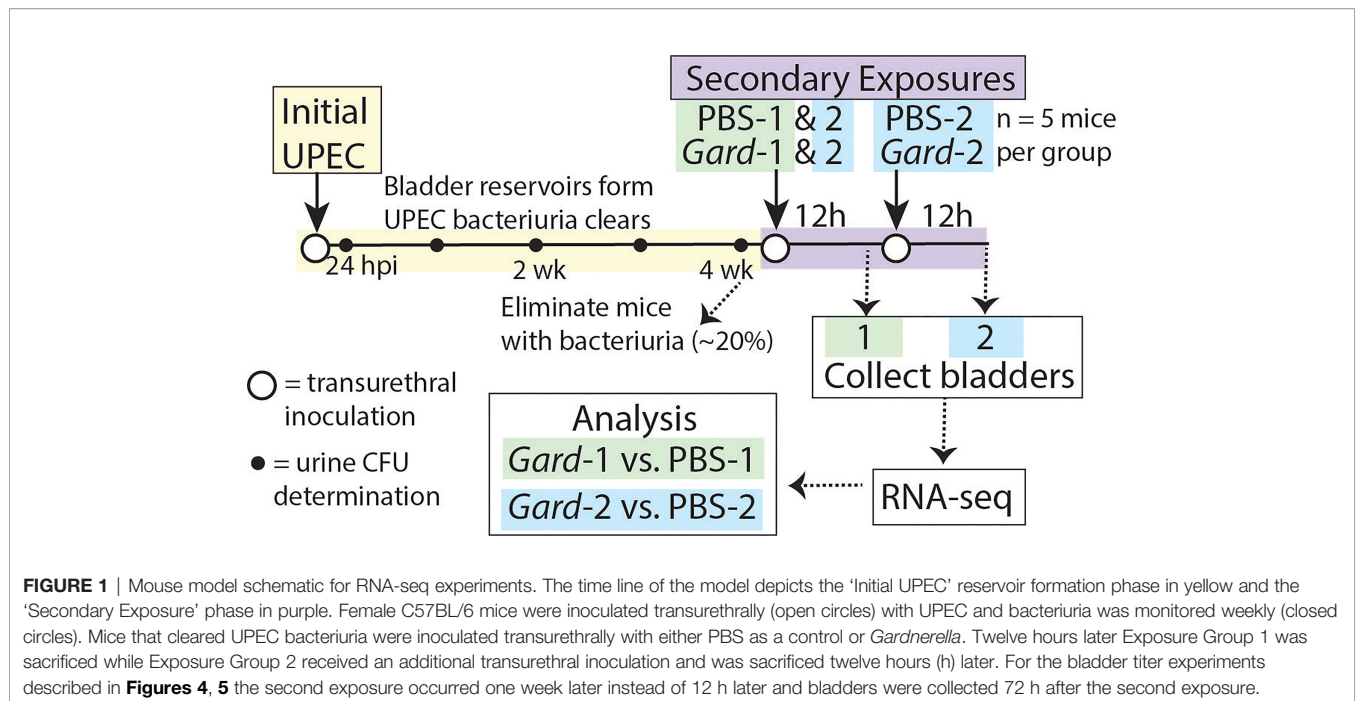 Secondary Exposures
Initial
UPEC
PBS-1 & 2
Gard-1 & 2
PBS-2
Gard-2
n = 5 mice
per group
Bladder reservoirs form
UPEC bacteriuria clears
12h
12h
24 hpi
2 wk
4 wk
Eliminate mice
with bacteriuria (~20%)
1
2
Collect bladders
= transurethral
inoculation
= urine CFU
determination
Analysis
Gard-1 vs. PBS-1
Gard-2 vs. PBS-2
RNA-seq
FIGURE 1 | Mouse model schematic for RNA-seq experiments. The time line of the model depicts the ‘Initial UPEC’ reservoir formation phase in yellow and the
‘Secondary Exposure’ phase in purple. Female C57BL/6 mice were inoculated transurethrally (open circles) with UPEC and bacteriuria was monitored weekly (closed
circles). Mice that cleared UPEC bacteriuria were inoculated transurethrally with either PBS as a control or Gardnerella. Twelve hours later Exposure Group 1 was
sacrificed while Exposure Group 2 received an additional transurethral inoculation and was sacrificed twelve hours (h) later. For the bladder titer experiments
described in Figures 4, 5 the second exposure occurred one week later instead of 12 h later and bladders were collected 72 h after the second exposure.